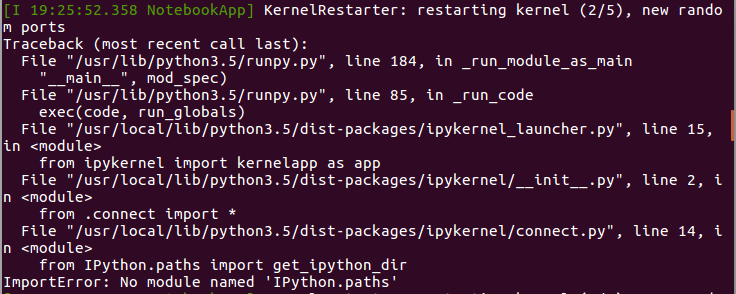 [I 19:25:52.358 NotebookApp] KernelRestarter: restarting kernel (2/5), new rando
m ports
Traceback (most recent call last):
  File "/usr/lib/python3.5/runpy.py", line 184, in _run_module_as_main
    "__main__", mod_spec)
  File "/usr/lib/python3.5/runpy.py", line 85, in _run_code
    exec(code, run_globals)
  File "/usr/local/lib/python3.5/dist-packages/ipykernel_launcher.py", line 15,
in <module>
    from ipykernel import kernelapp as app
  File "/usr/local/lib/python3.5/dist-packages/ipykernel/__init__.py", line 2, i
n <module>
    from .connect import *
  File "/usr/local/lib/python3.5/dist-packages/ipykernel/connect.py", line 14, i
n <module>
    from IPython.paths import get_ipython_dir
ImportError: No module named 'IPython.paths'